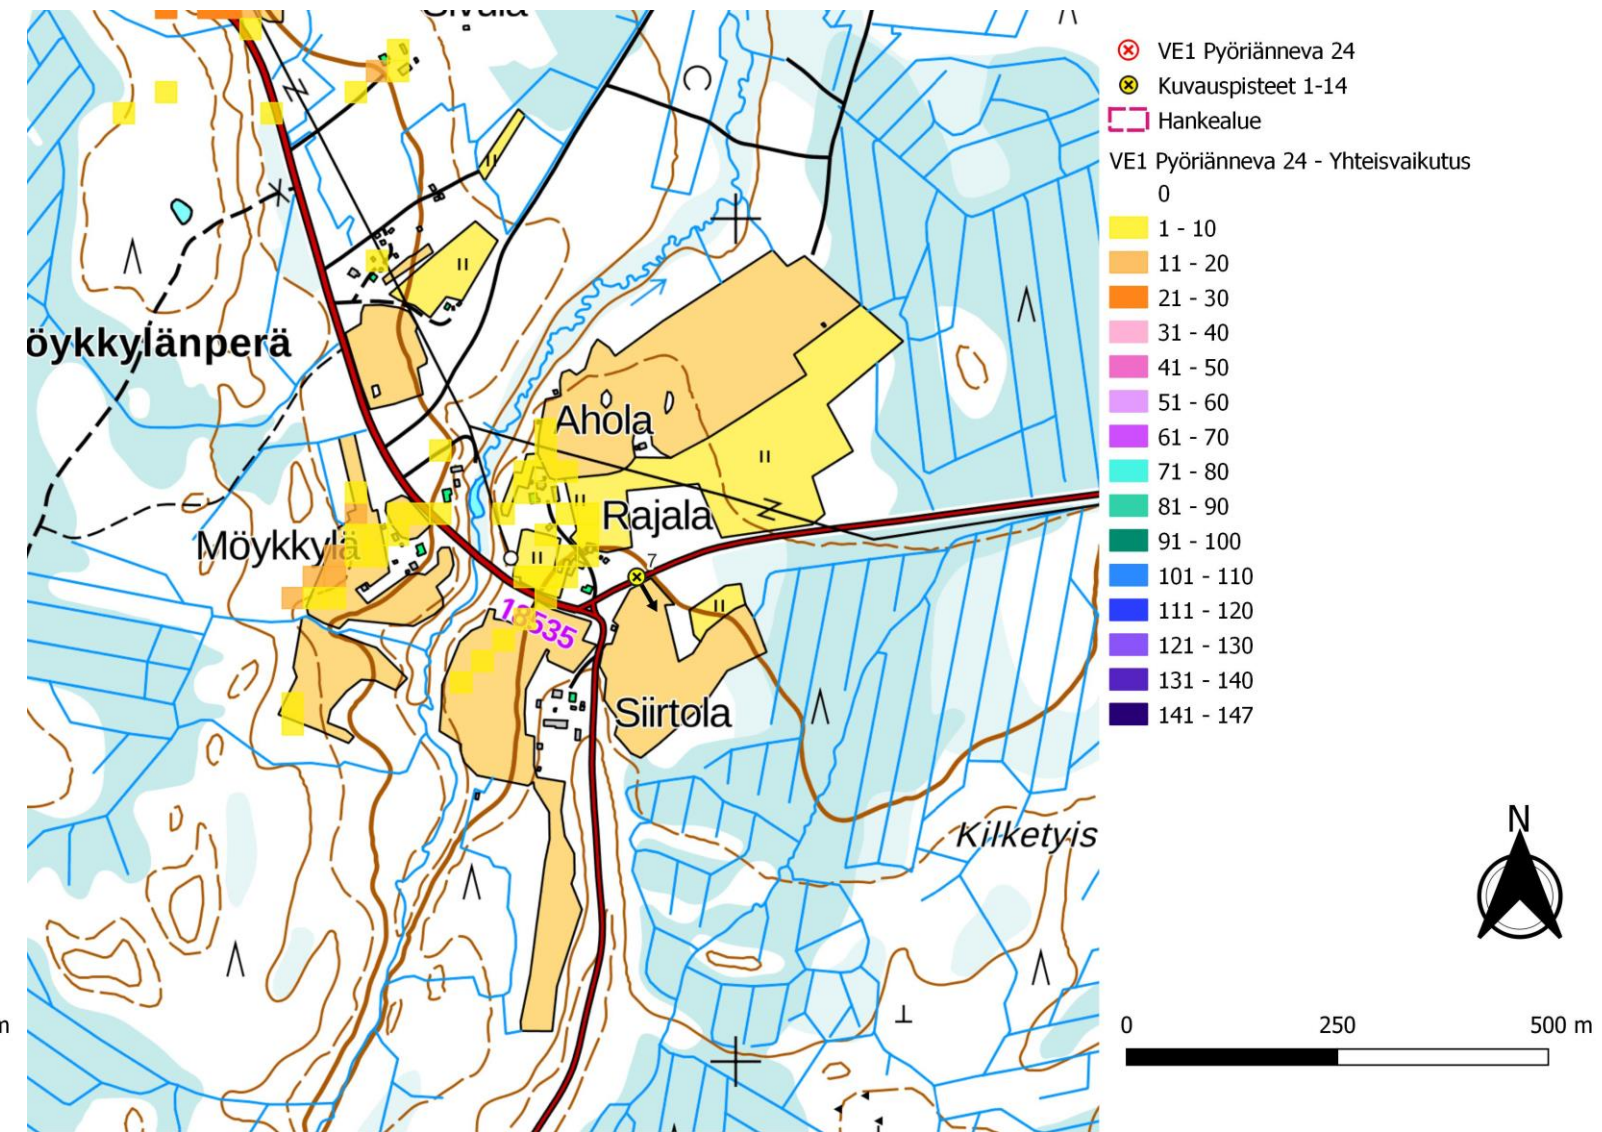 VE1 Pyöriänneva 24
Kuvauspisteet 1-14
Hankealue
VE1 Pyöriänneva 24 - Yhteisvaikutus
0
1 - 10
11 - 20
21 - 30
31 - 40
41 - 50
51 - 60
61 - 70
71 - 80
81 - 90
91 - 100
101 - 110
111 - 120
121 - 130
131 - 140
141 - 147
öykkylänperä
Ahola
Rajala
Möykkylä
7
18535
Siirtola
Kilketyis
N
0 250 500 m
m